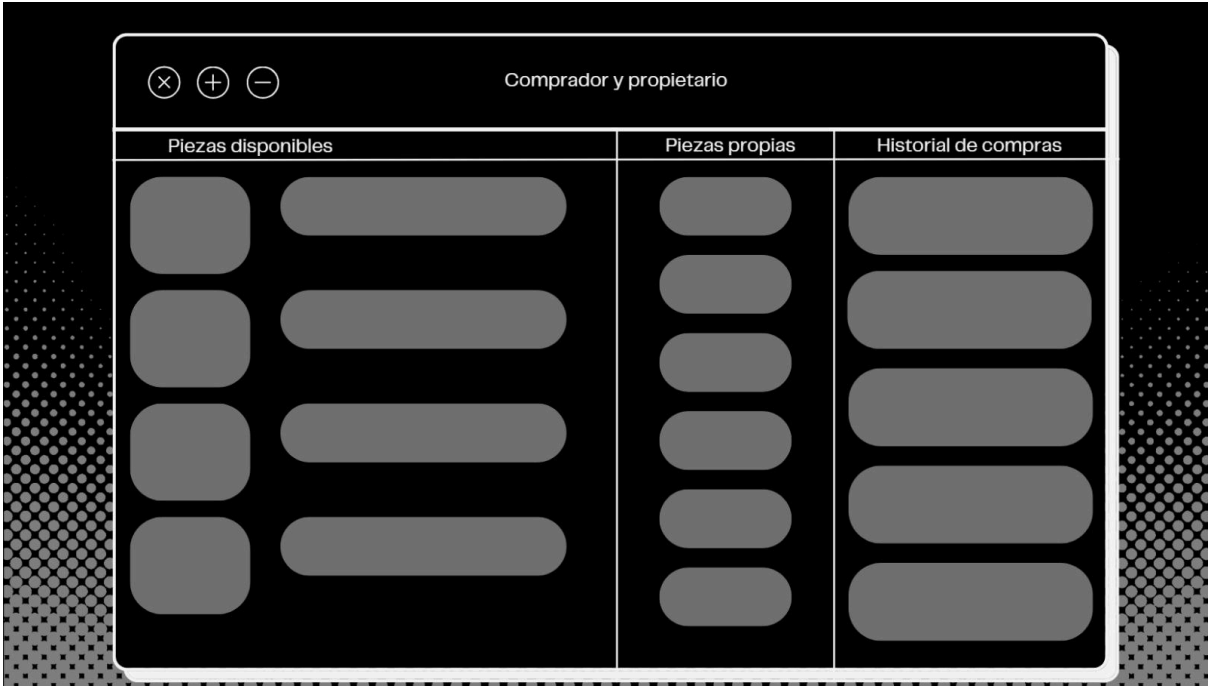 Comprador y propietario
Piezas disponibles
Piezas propias
Historial de compras